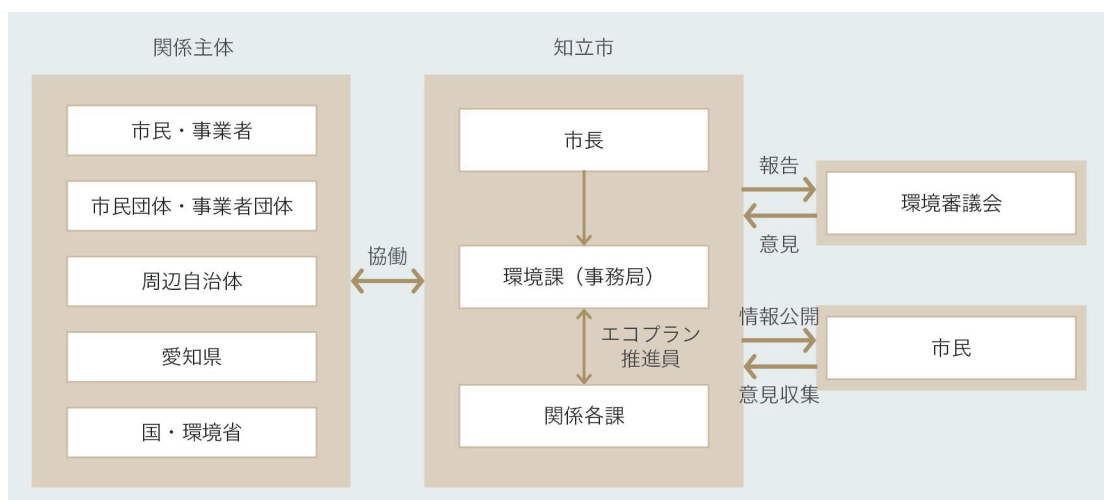 関係主体
市民・事業者
市民団体・事業者団体
周辺自治体
愛知県
国・環境省
協働
知立市
市長
環境課（事務局）
エコプラン
推進員
関係各課
報告
意見
環境審議会
情報公開
意見収集
市民